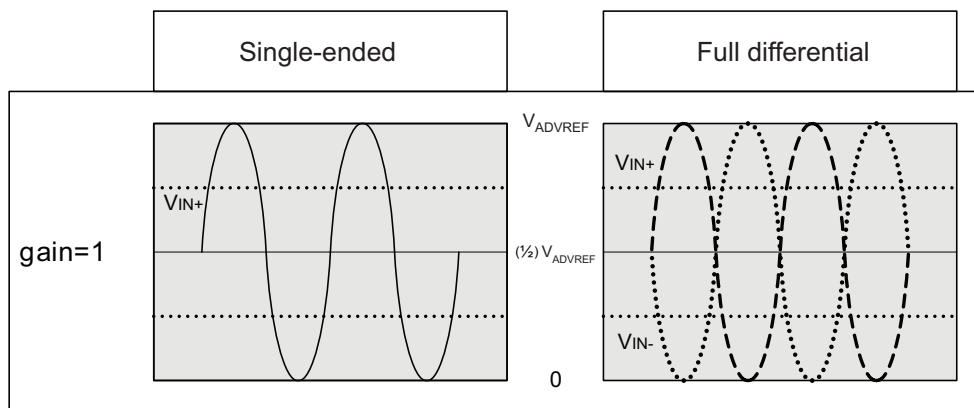 Single-ended
Full differential
VADVREF
VIN+
VIN+
gain=1
(½) VADVREF
VIN-
0